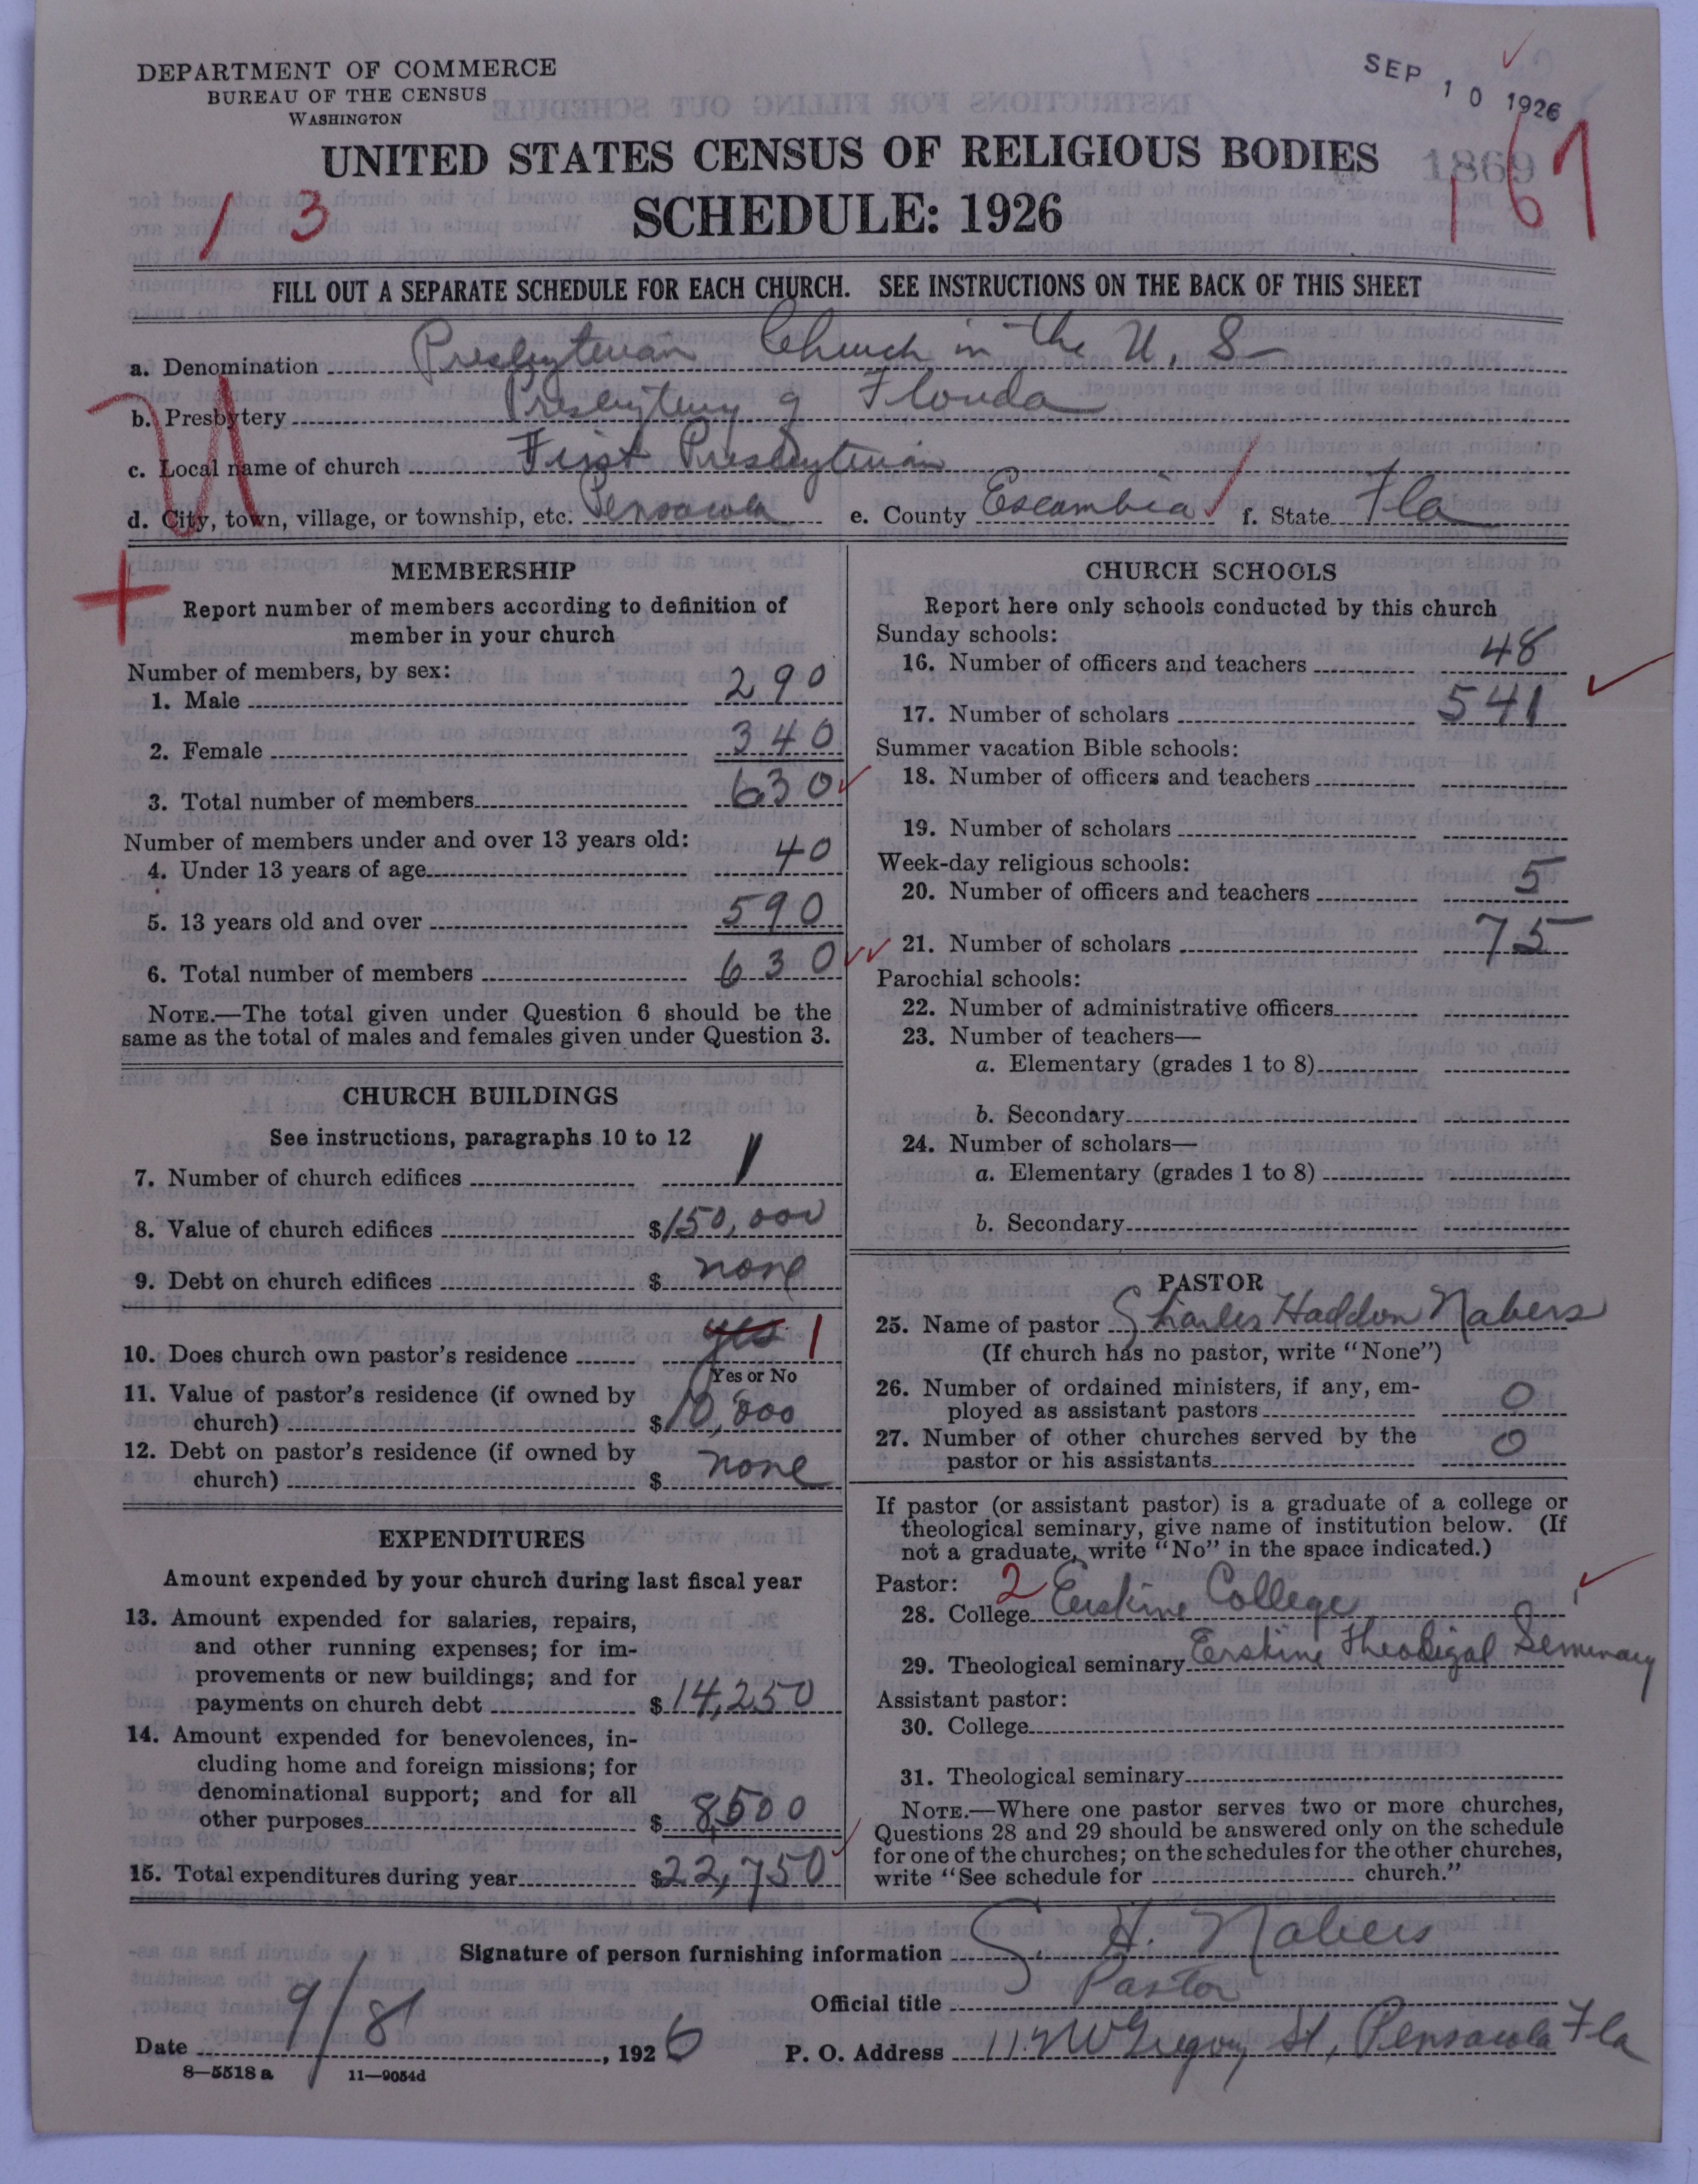 DEPARTMENT OF COMMERCE
BUREAU OF THE CENSUS
WASHINGTON
SEP 10 1926
UNITED STATES CENSUS OF RELIGIOUS BODIES
1869
167
1 3
SCHEDULE: 1926
FILL OUT A SEPARATE SCHEDULE FOR EACH CHURCH. SEE INSTRUCTIONS ON THE BACK OF THIS SHEET
a. Denomination Presbyterian Church in the U. S.
b. Presbytery Presbytery of Florida
c. Local name of church First Presbyterian
d. City, town, village, or township, etc. Pensacola e. County Escambia f. State Fla
MEMBERSHIP
Report number of members according to definition of
member in your church
Number of members, by sex:
1. Male 290
2. Female 340
3. Total number of members 630
Number of members under and over 13 years old:
4. Under 13 years of age 40
5. 13 years old and over 590
6. Total number of members 630
NOTE.—The total given under Question 6 should be the
same as the total of males and females given under Question 3.
CHURCH BUILDINGS
See instructions, paragraphs 10 to 12
7. Number of church edifices 1
8. Value of church edifices $150,000
9. Debt on church edifices $ none
10. Does church own pastor's residence yes 1
Yes or No
11. Value of pastor's residence (if owned by
church) $10,000
12. Debt on pastor's residence (if owned by
church) $ none
EXPENDITURES
Amount expended by your church during last fiscal year
13. Amount expended for salaries, repairs,
and other running expenses; for im-
provements or new buildings; and for
payments on church debt $14,250
14. Amount expended for benevolences, in-
cluding home and foreign missions; for
denominational support; and for all
other purposes $ 8,500
15. Total expenditures during year $22,750
CHURCH SCHOOLS
Report here only schools conducted by this church
Sunday schools:
16. Number of officers and teachers 48
17. Number of scholars 541
Summer vacation Bible schools:
18. Number of officers and teachers
19. Number of scholars
Week-day religious schools:
20. Number of officers and teachers 5
21. Number of scholars 75
Parochial schools:
22. Number of administrative officers
23. Number of teachers—
a. Elementary (grades 1 to 8)
b. Secondary
24. Number of scholars—
a. Elementary (grades 1 to 8)
b. Secondary
PASTOR
25. Name of pastor Charles Haddon Nabers
(If church has no pastor, write "None")
26. Number of ordained ministers, if any, em-
ployed as assistant pastors 0
27. Number of other churches served by the
pastor or his assistants 0
If pastor (or assistant pastor) is a graduate of a college or
theological seminary, give name of institution below. (If
not a graduate, write "No" in the space indicated.)
Pastor: 2
28. College Erskine College
29. Theological seminary Erskine Theoligal Seminary
Assistant pastor:
30. College
31. Theological seminary
NOTE.—Where one pastor serves two or more churches,
Questions 28 and 29 should be answered only on the schedule
for one of the churches; on the schedules for the other churches,
write "See schedule for church."
Signature of person furnishing information C. H. Nabers
Official title Pastor
Date 9/8, 1926 P. O. Address W Gregory St, Pensacola Fla
8—5518a 11—9054d